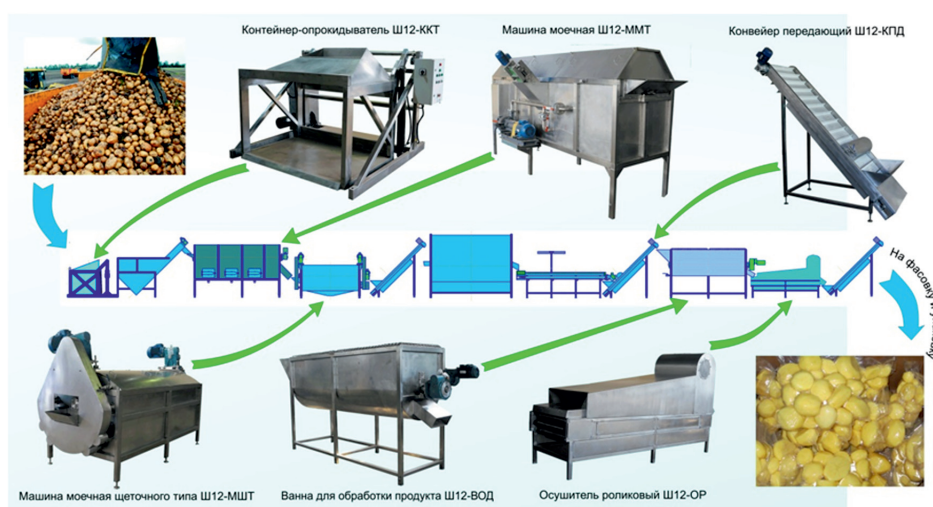 Контейнер-опрокидыватель Ш12-ККТ
Машина моечная Ш12-ММТ
Конвейер передающий Ш12-КПД
На фасовку
Машина моечная щеточного типа Ш12-МШТ
Ванна для обработки продукта Ш12-ВОД
Осушитель роликовый Ш12-ОР